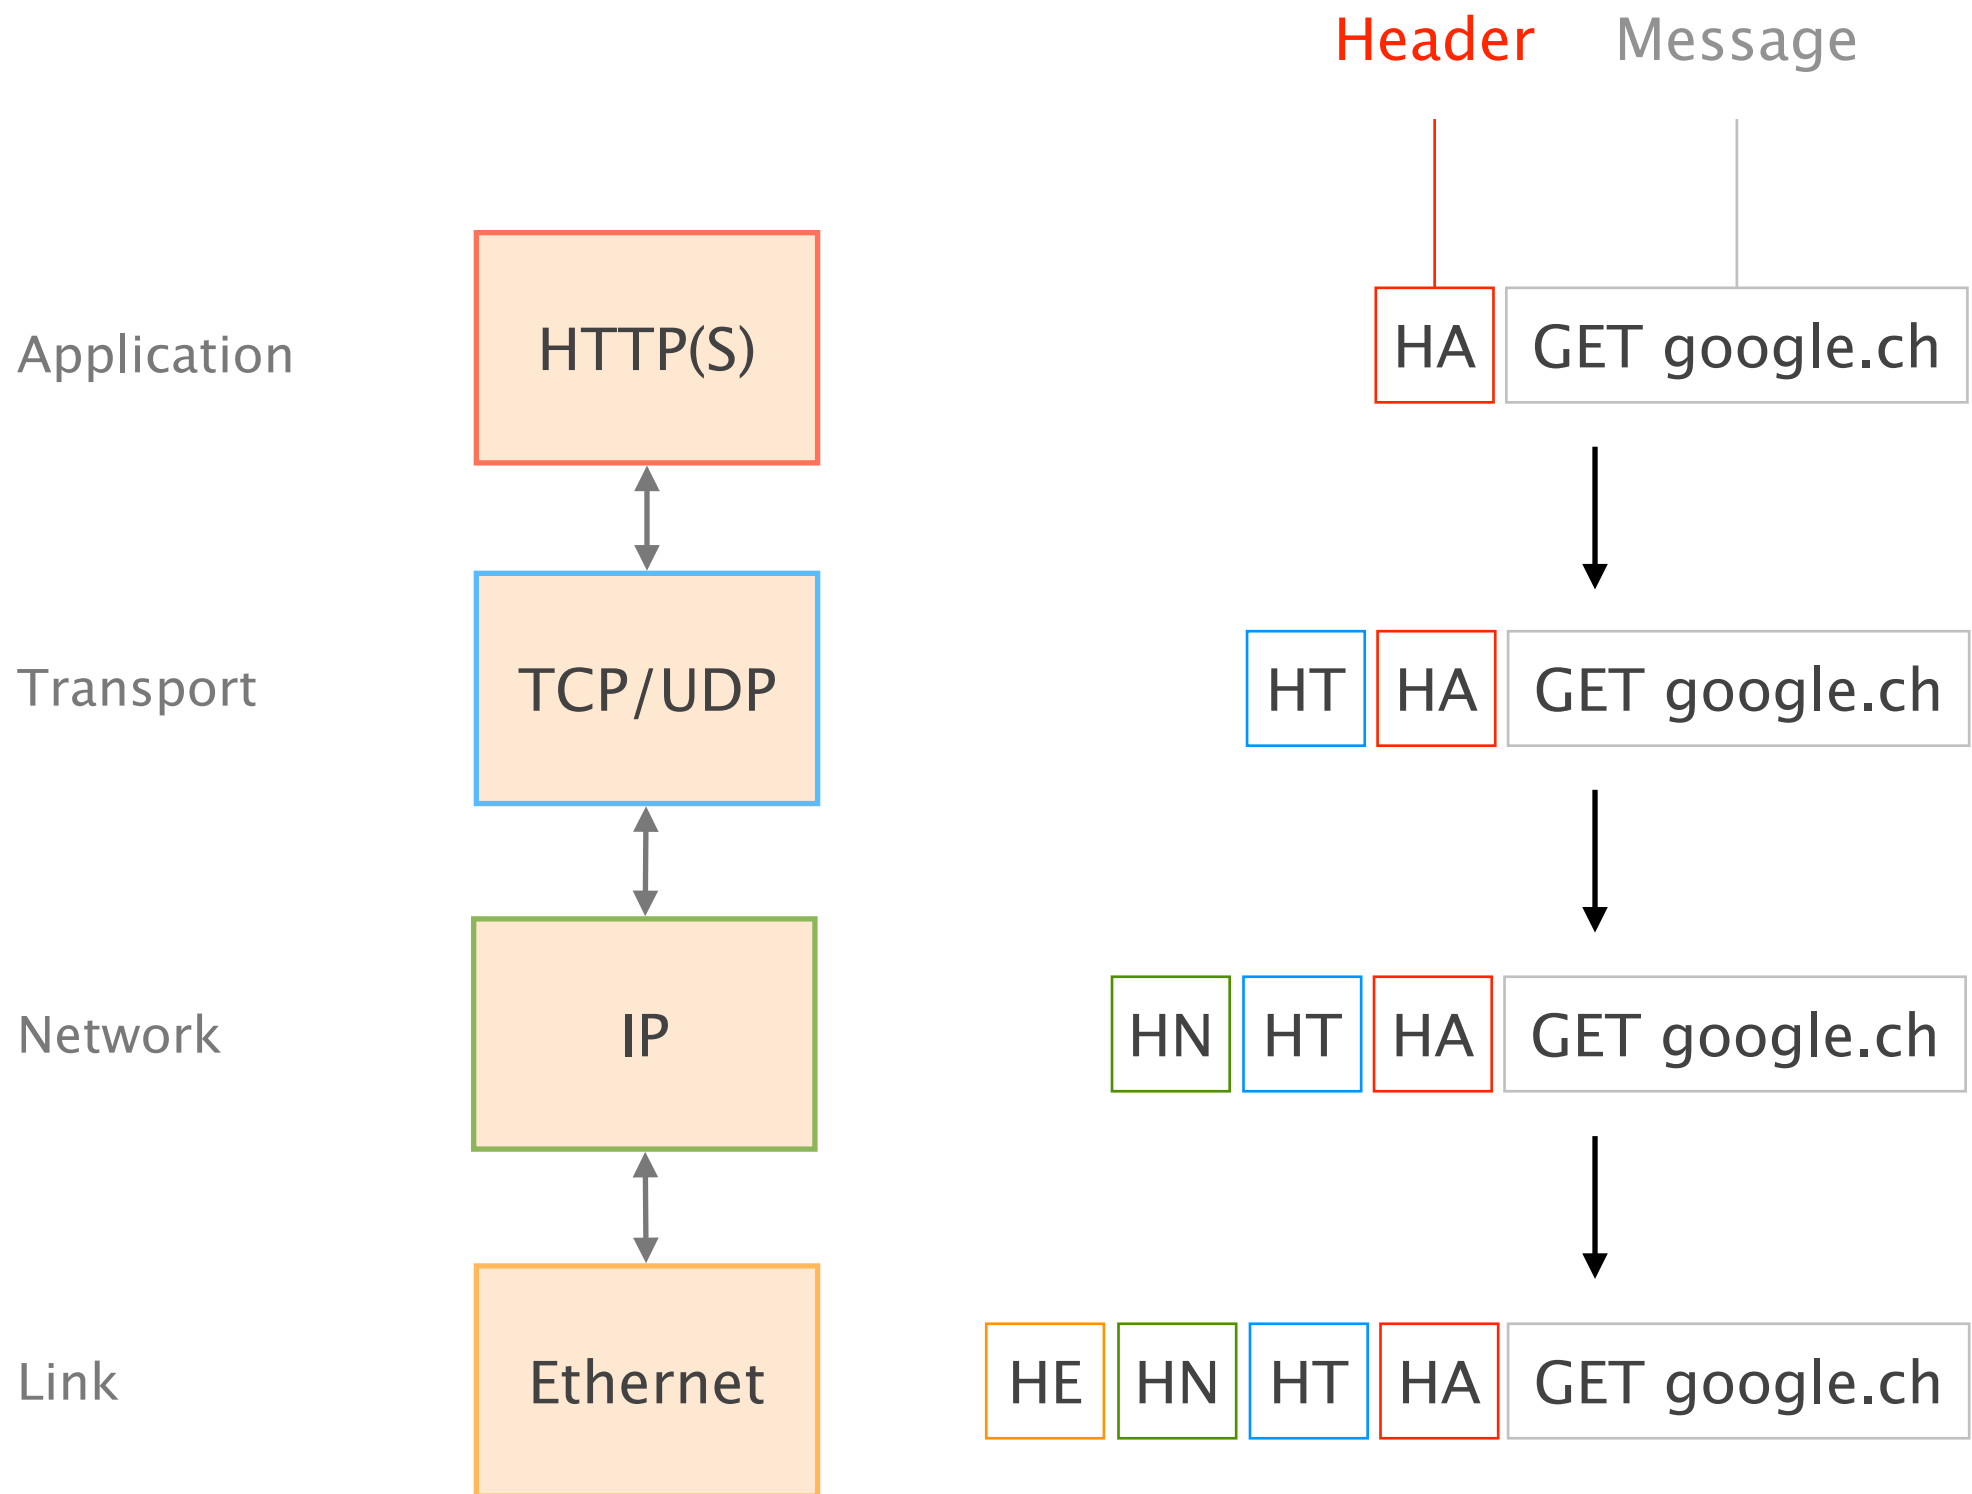 Header Message
Application HTTP(S) HA GET google.ch
Transport TCP/UDP HT HA GET google.ch
Network IP HN HT HA GET google.ch
Link Ethernet HE HN HT HA GET google.ch